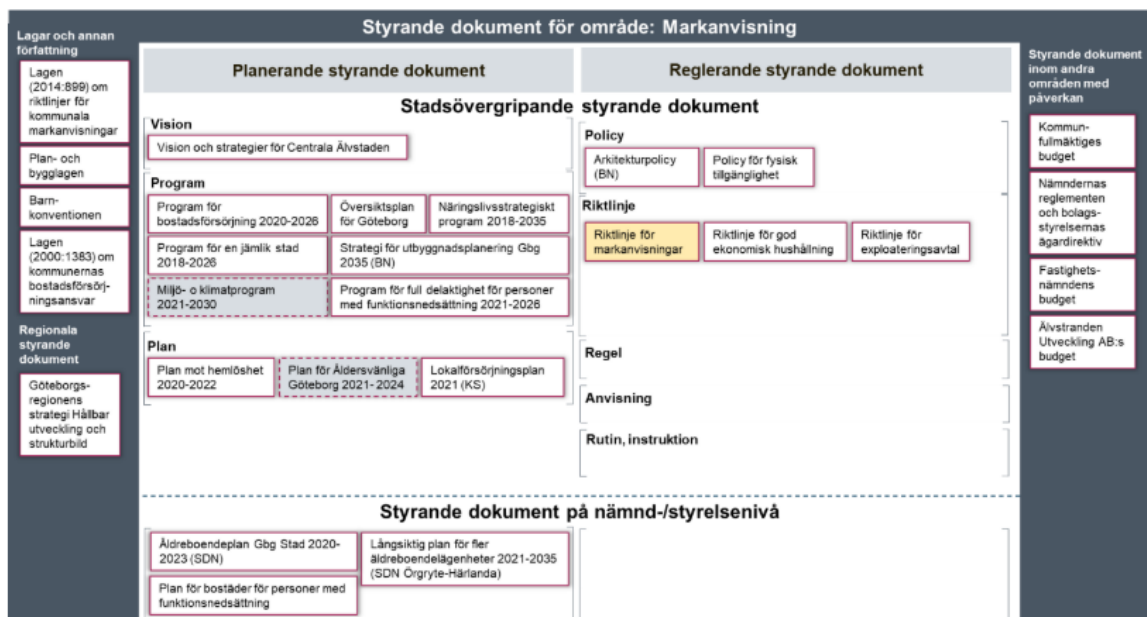 Styrande dokument för område: Markanvisning
Lagar och annan
författning
Lagen
(2014:899) om
riktlinjer för
kommunala
markanvisningar
Plan- och
bygglagen
Barn-
konventionen
Lagen
(2000:1383) om
kommunernas
bostadsförsörj-
ningsansvar
Regionala
styrande
dokument
Göteborgs-
regionens
strategi Hållbar
utveckling och
strukturbild
Planerande styrande dokument
Reglerande styrande dokument
Stadsövergripande styrande dokument
Vision
Vision och strategier för Centrala Älvstaden
Program
Program för
bostadsförsörjning 2020-2026
Översiktsplan
för Göteborg
Näringslivsstrategiskt
program 2018-2035
Program för en jämlik stad
2018-2026
Strategi för utbyggnadsplanering Gbg
2035 (BN)
Miljö- o klimatprogram
2021-2030
Program för full delaktighet för personer
med funktionsnedsättning 2021-2026
Plan
Plan mot hemlöshet
2020-2022
Plan för Åldersvänliga
Göteborg 2021- 2024
Lokalförsörjningsplan
2021 (KS)
Policy
Arkitekturpolicy
(BN)
Policy för fysisk
tillgänglighet
Riktlinje
Riktlinje för
markanvisningar
Riktlinje för god
ekonomisk hushållning
Riktlinje för
exploateringsavtal
Regel
Anvisning
Rutin, instruktion
Styrande dokument på nämnd-/styrelsenivå
Äldreboendeplan Gbg Stad 2020-
2023 (SDN)
Långsiktig plan för fler
äldreboendelägenheter 2021-2035
(SDN Örgryte-Härlanda)
Plan för bostäder för personer med
funktionsnedsättning
Styrande dokument
inom andra
områden med
påverkan
Kommun-
fullmäktiges
budget
Nämndernas
reglementen
och bolags-
styrelsernas
ägardirektiv
Fastighets-
nämndens
budget
Älvstranden
Utveckling AB:s
budget